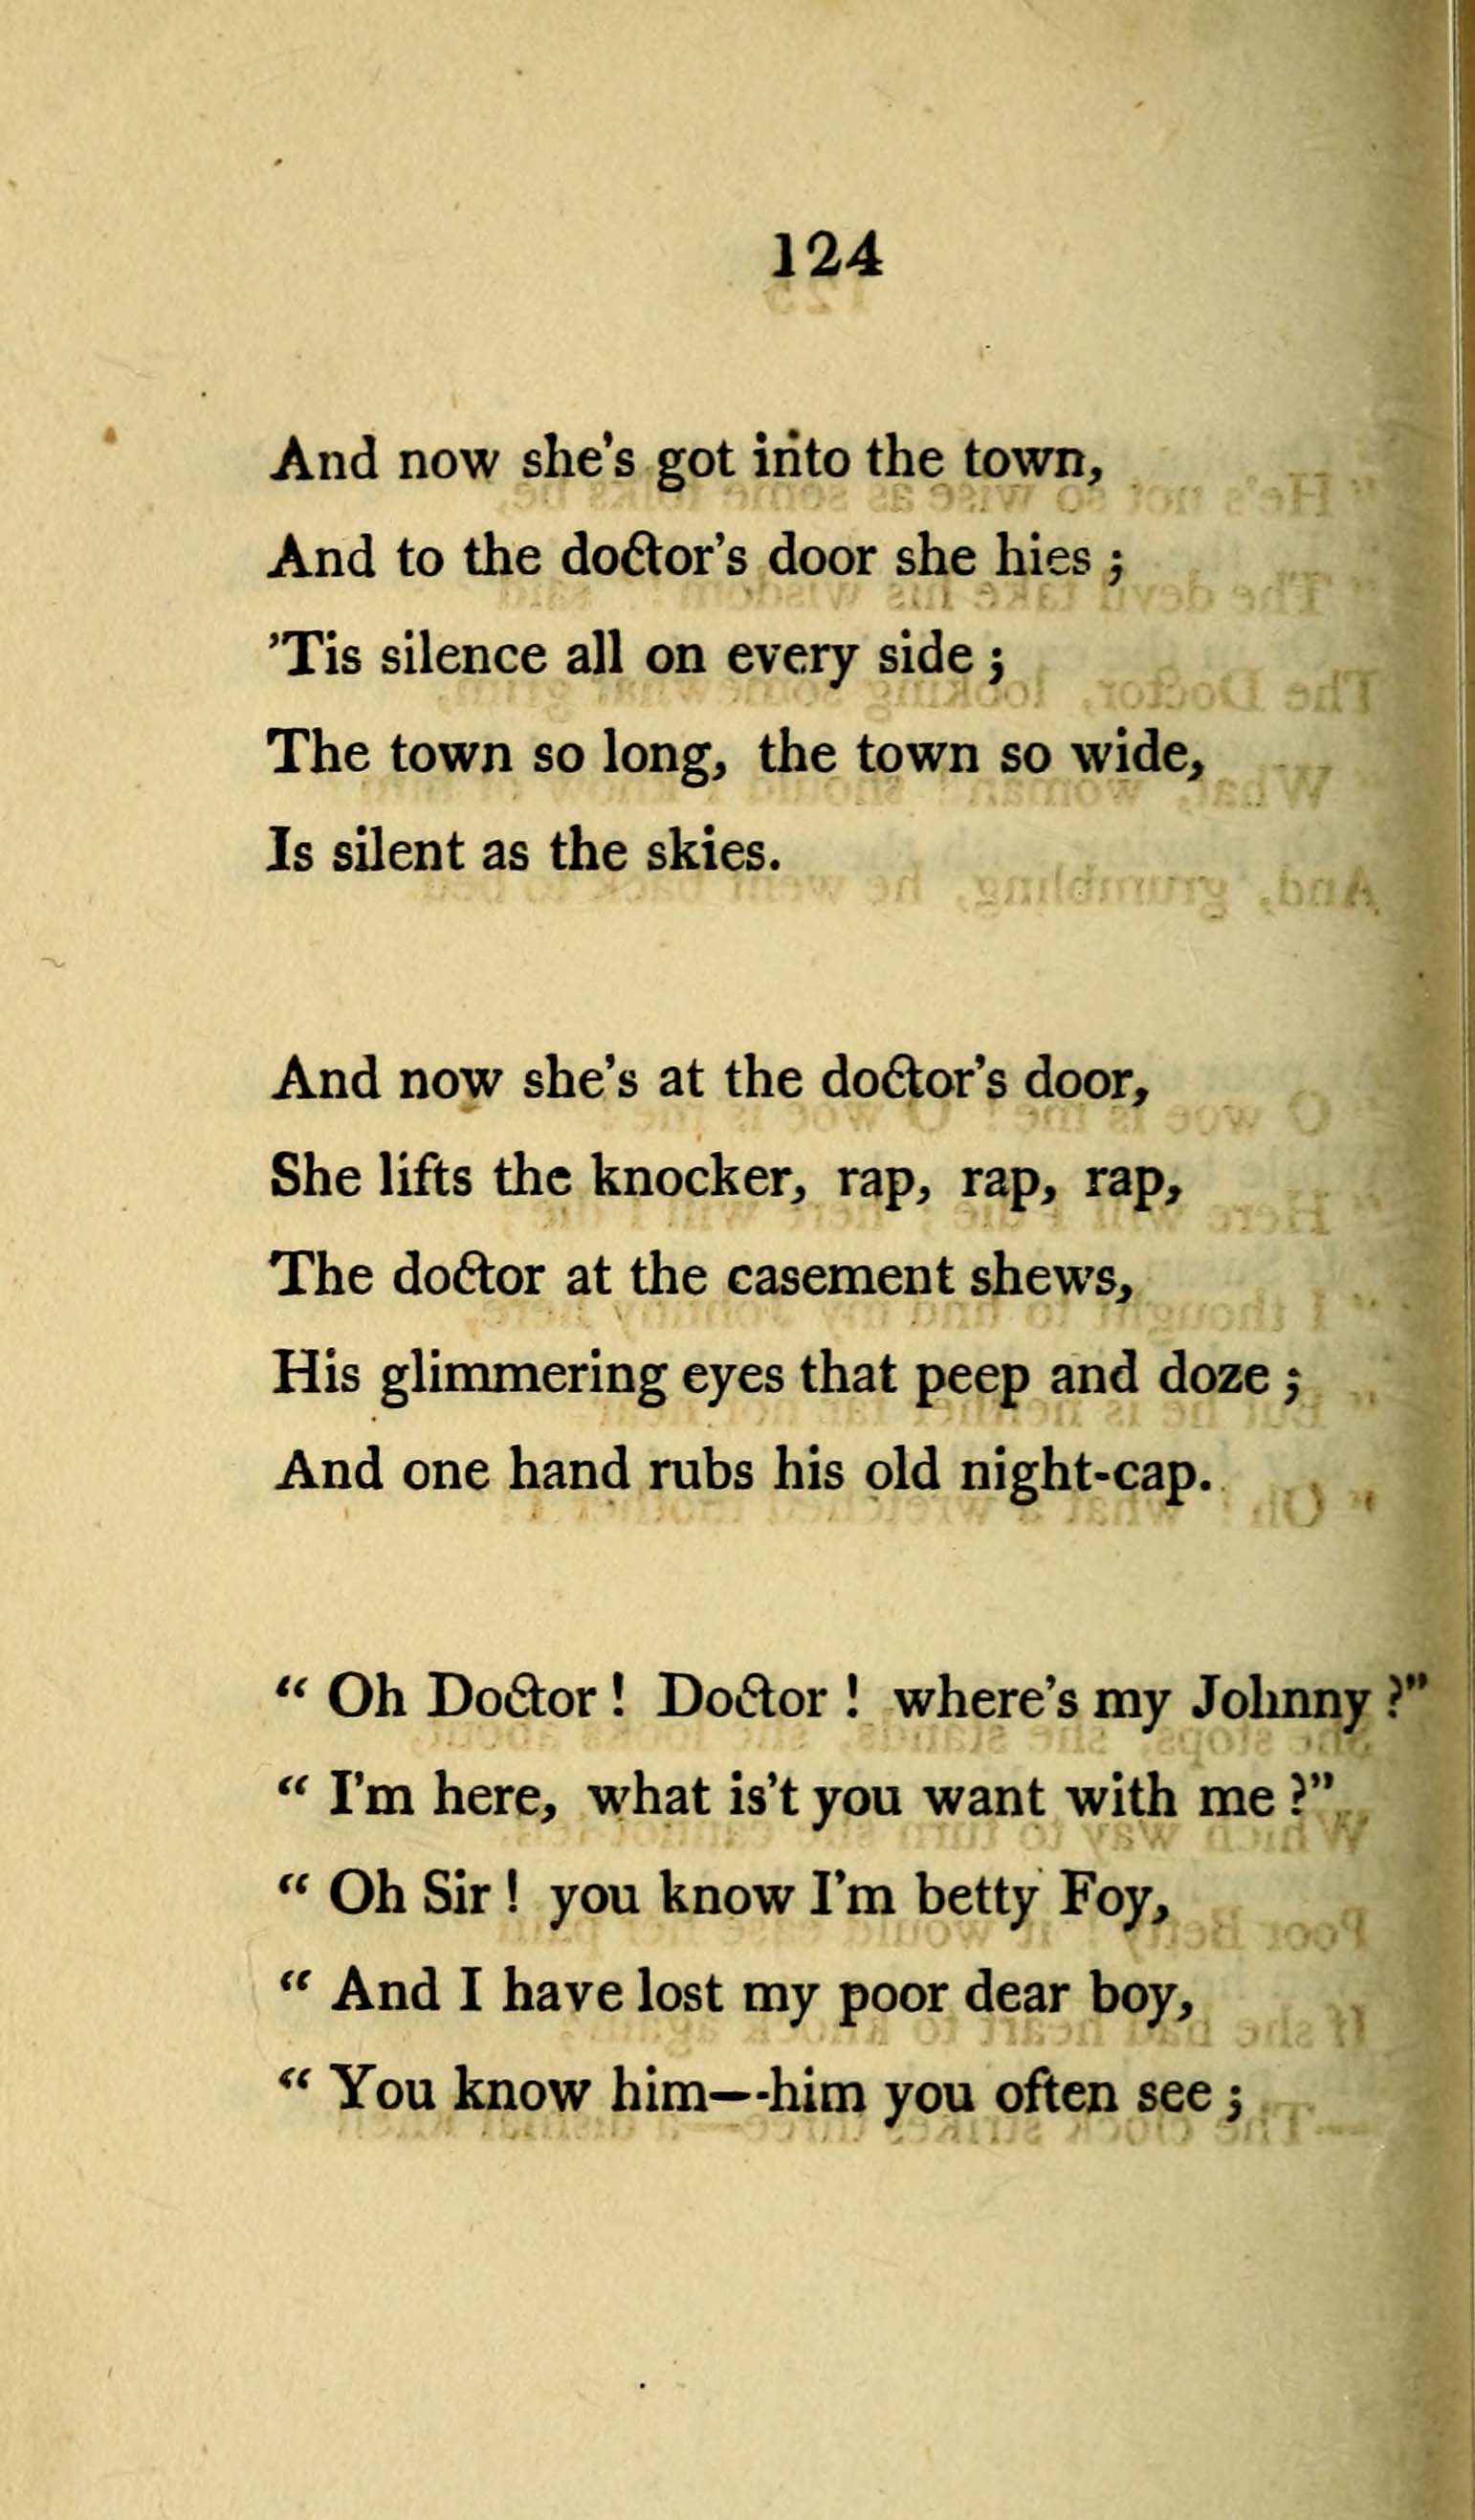 124
And now she's got into the town,
And to the doctor's door she hies ;
'Tis silence all on every side ;
The town so long, the town so wide,
Is silent as the skies.
And now she's at the doctor's door,
She lifts the knocker, rap, rap, rap,
The doctor at the casement shews,
His glimmering eyes that peep and doze ;
And one hand rubs his old night-cap.
“ Oh Doctor ! Doctor ! where's my Johnny ?”
“ I'm here, what is't you want with me ?”
“ Oh Sir ! you know I'm betty Foy,
“ And I have lost my poor dear boy,
“ You know him—-him you often see ;